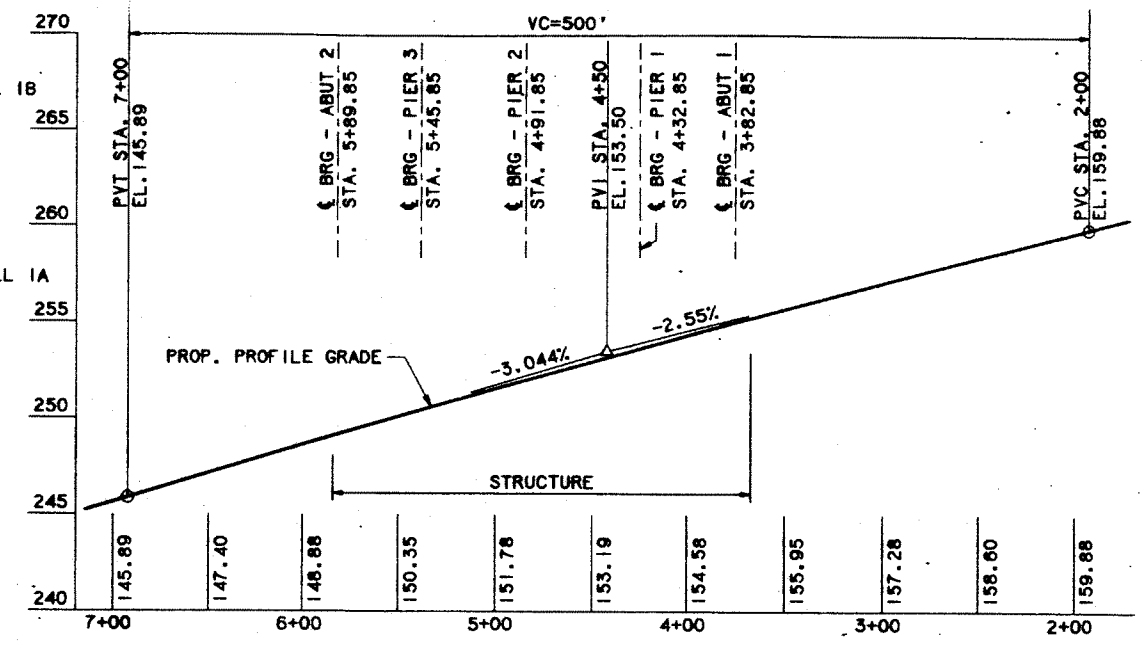 270
265
260
255
250
245
240
IB
L IA
VC=500'
PVT STA. 7+00
EL.145.89
℄ BRG - ABUT 2
STA. 5+89.85
℄ BRG - PIER 3
STA. 5+45.85
℄ BRG - PIER 2
STA. 4+91.85
PVI STA. 4+50
EL.153.50
℄ BRG - PIER 1
STA. 4+32.85
℄ BRG - ABUT 1
STA. 3+82.85
PVC STA. 2+00
EL.159.88
PROP. PROFILE GRADE
-3.044%
-2.55%
STRUCTURE
145.89
147.40
148.88
150.35
151.78
153.19
154.58
155.95
157.28
158.60
159.88
7+00
6+00
5+00
4+00
3+00
2+00